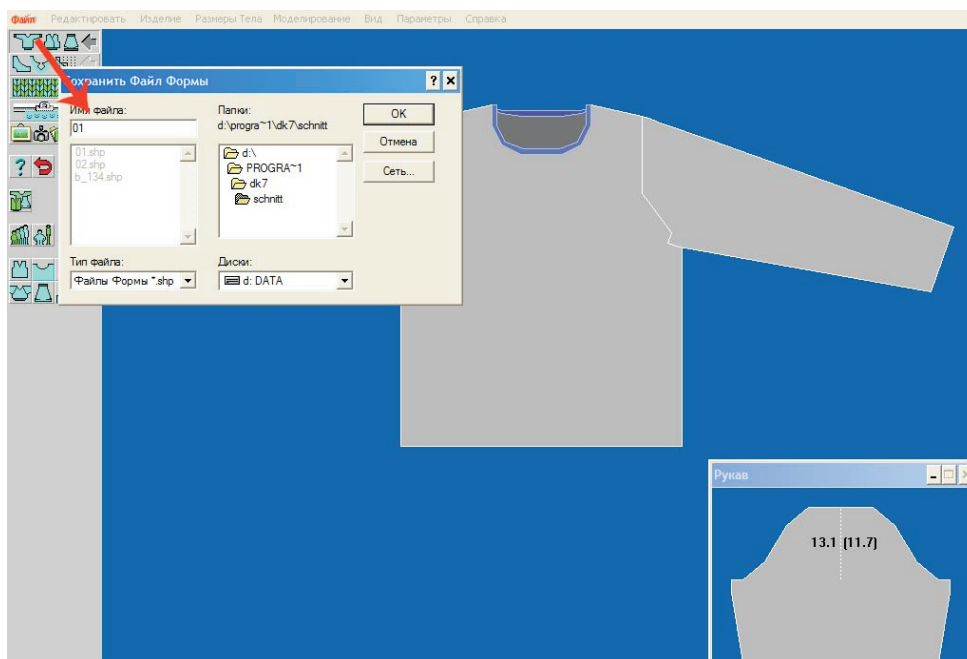 Файл Редактировать Изделие Размеры Тела Моделирование Вид Параметры Справка
Сохранить Файл Формы
Имя файла:
01
01.shp
02.shp
b_134.shp
Папки:
d:\progra~1\dk7\schnitt
d:\
PROGRA~1
dk7
schnitt
OK
Отмена
Сеть...
Тип файла:
Файлы Формы *.shp
Диски:
d: DATA
Рукав
13.1 (11.7)